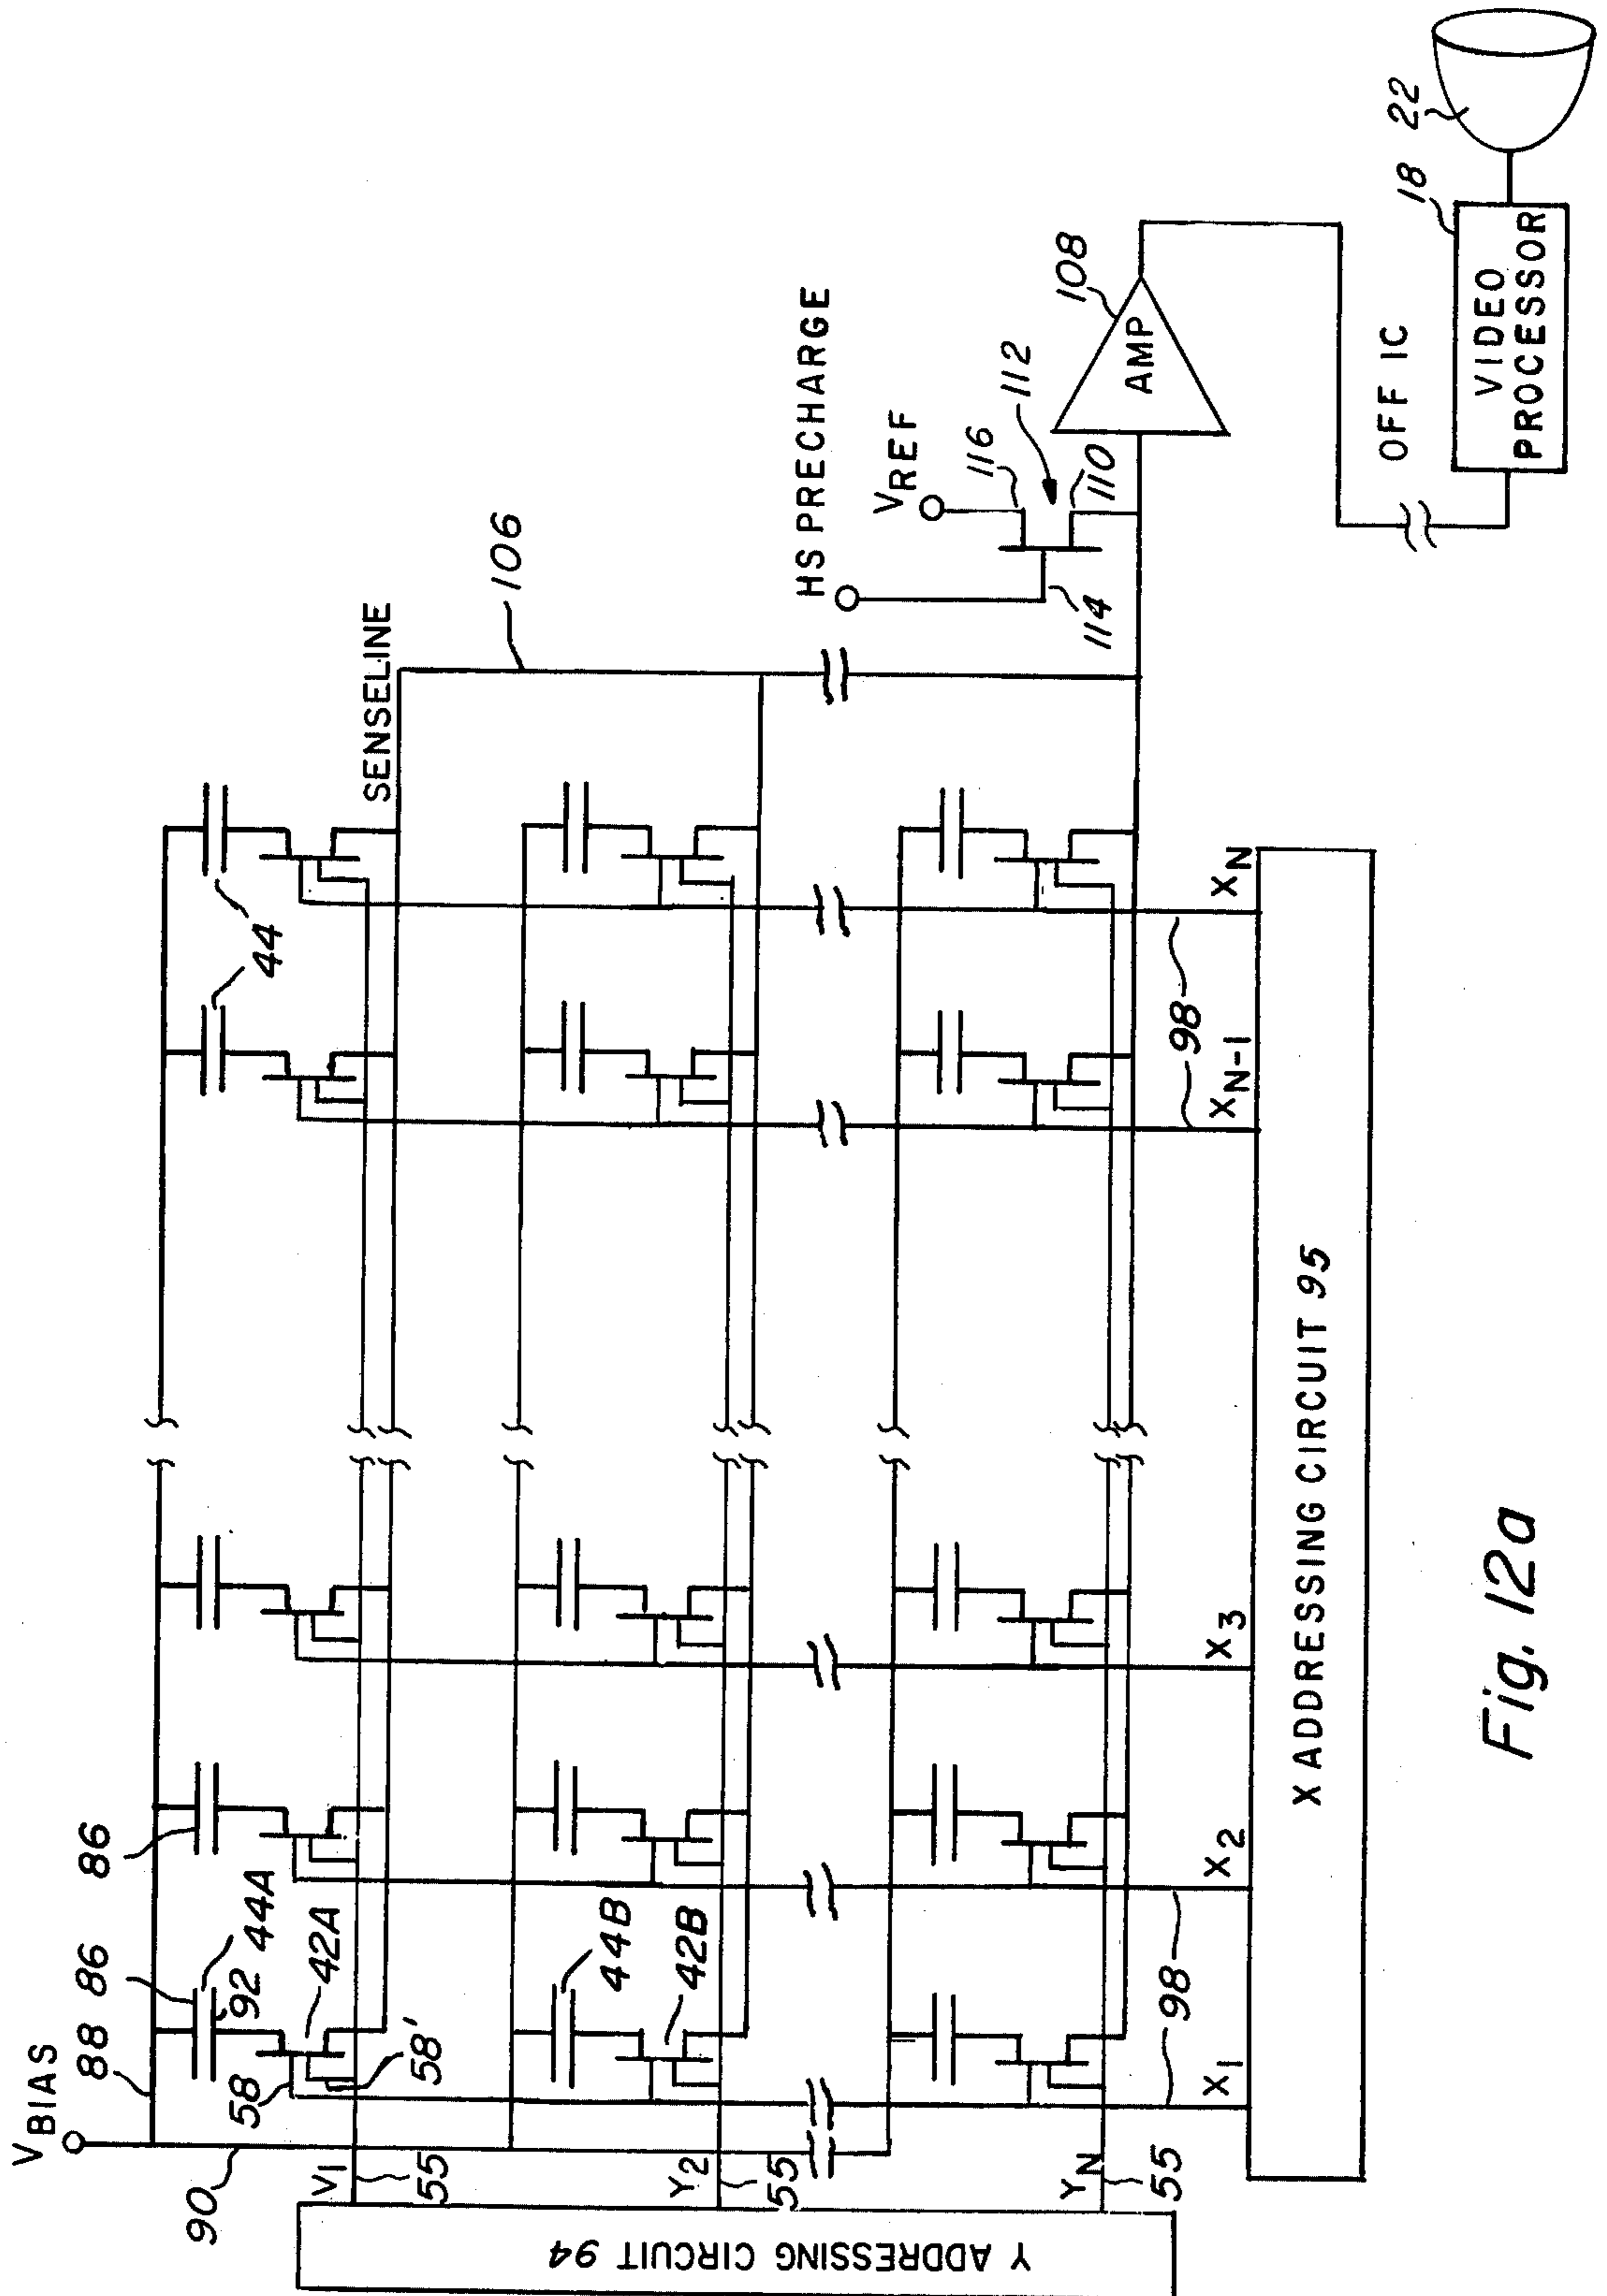 V BIAS
90
88
86
86
92
44A
58
42A
58'
V1
55
44
SENSELINE
106
44B
42B
Y2
55
YN
55
HS PRECHARGE
VREF
116
112
114
110
108
AMP
98
98
X1
X2
X3
XN-1
XN
Y ADDRESSING CIRCUIT 94
X ADDRESSING CIRCUIT 95
OFF IC
18
22
VIDEO
PROCESSOR
Fig. 12a